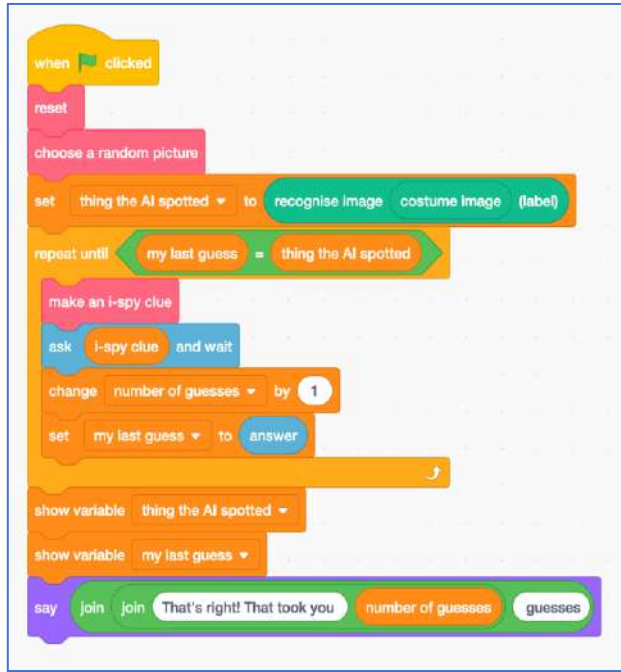 when clicked
reset
choose a random picture
set thing the AI spotted to recognise image costume image (label)
repeat until my last guess = thing the AI spotted
make an i-spy clue
ask i-spy clue and wait
change number of guesses by 1
set my last guess to answer
show variable thing the AI spotted
show variable my last guess
say join join That's right! That took you number of guesses guesses